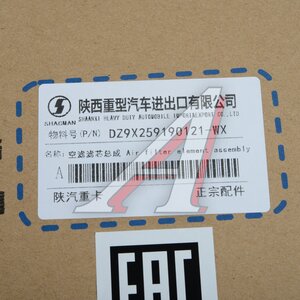 陕西重型汽车进出口有限公司
SHAANXI HEAVY DUTY AUTOMOBILE IMPORT&EXPORT CO.,LTD
SHACMAN
物料号(P/N) DZ9X259190121-WX
名称: 空滤滤芯总成 Air filter element assembly
A
陕汽重卡 正宗配件
EAC